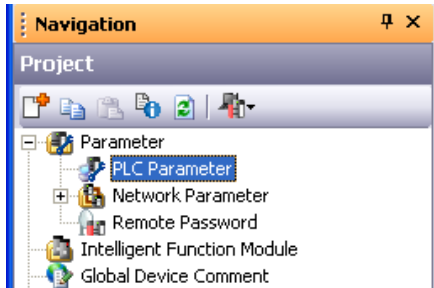 Navigation
Project
Parameter
PLC Parameter
Network Parameter
Remote Password
Intelligent Function Module
Global Device Comment